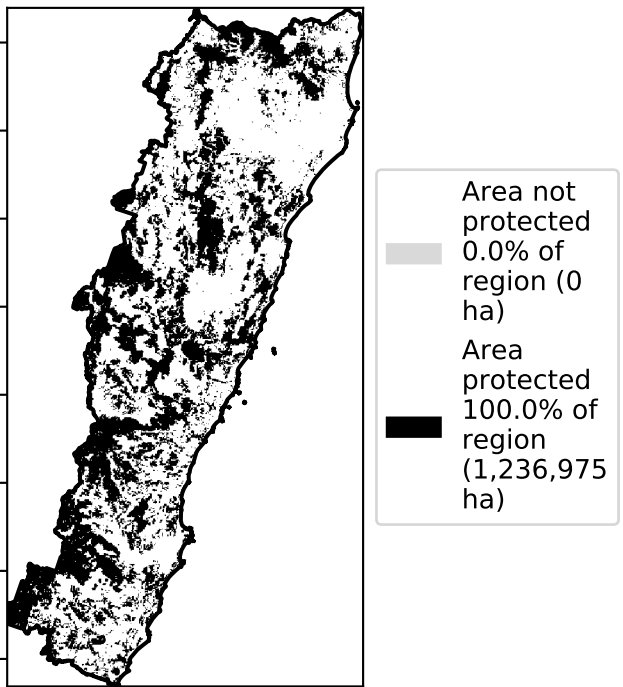 Area not
protected
0.0% of
region (0
ha)
Area
protected
100.0% of
region
(1,236,975
ha)